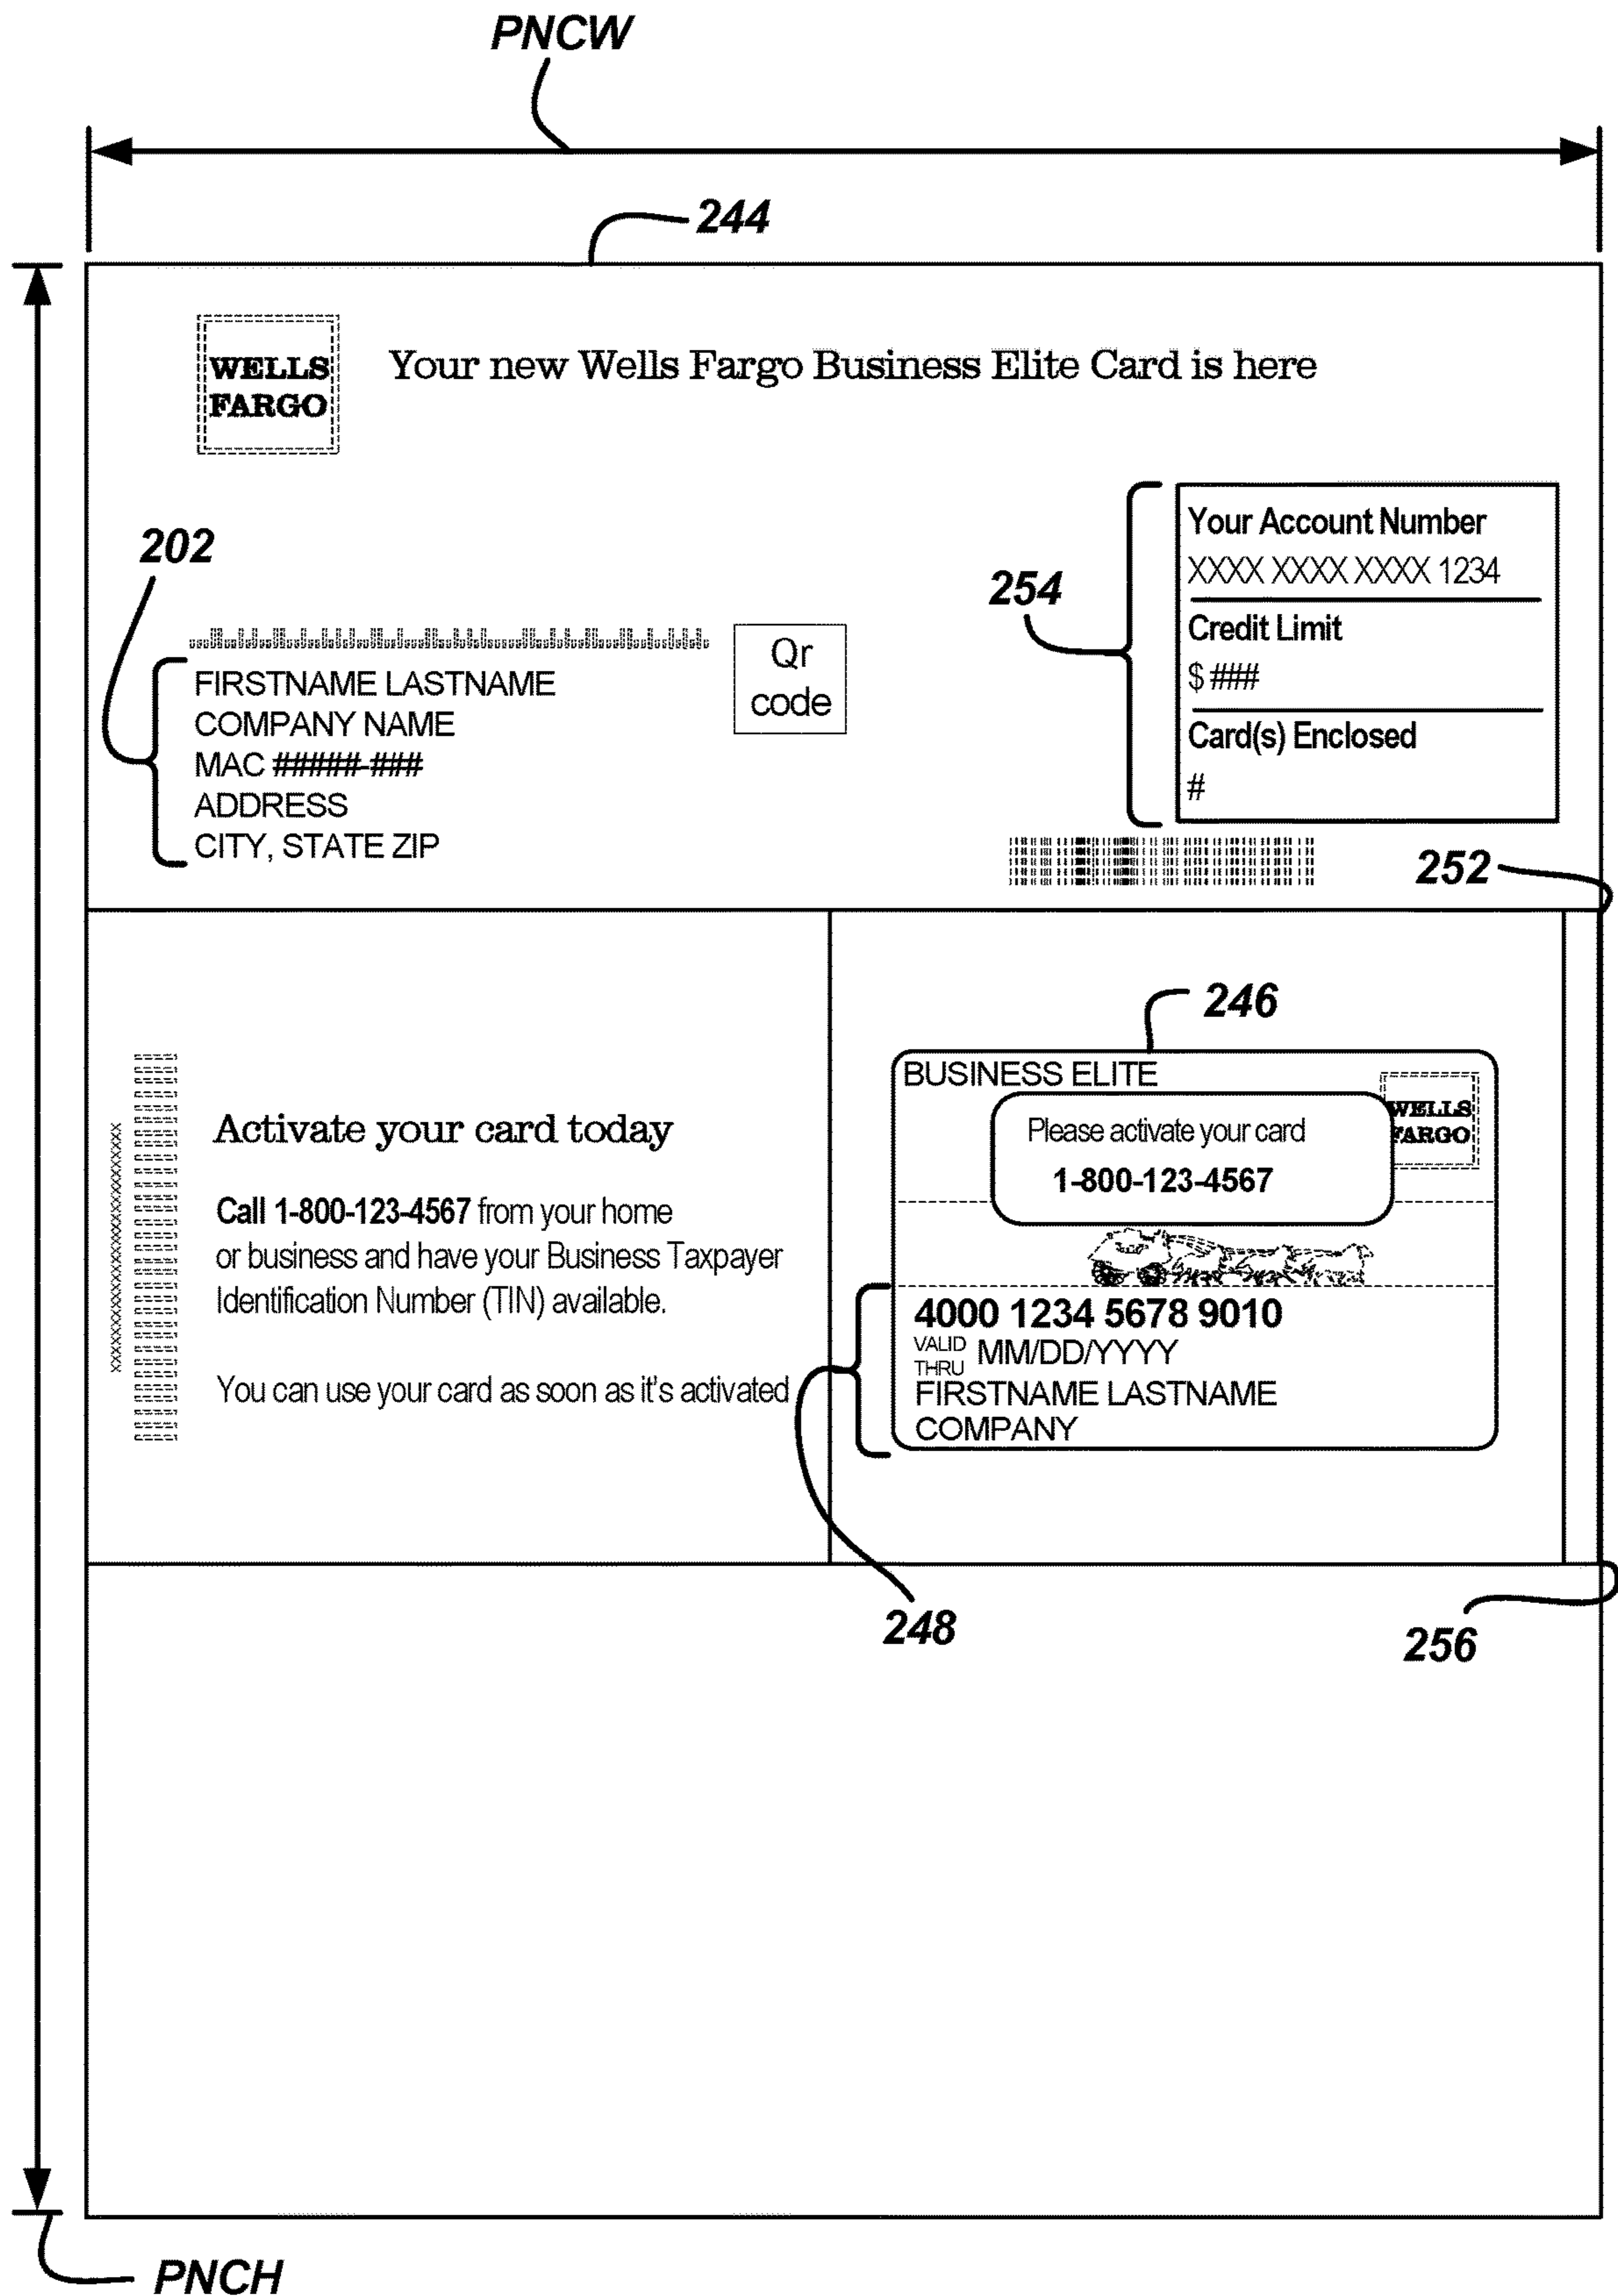 PNCW
244
WELLS
FARGO
Your new Wells Fargo Business Elite Card is here
202
254
Your Account Number
XXXX XXXX XXXX 1234
Credit Limit
$ ###
Card(s) Enclosed
#
Qr
code
FIRSTNAME LASTNAME
COMPANY NAME
MAC #####-###
ADDRESS
CITY, STATE ZIP
252
246
Activate your card today
Call 1-800-123-4567 from your home
or business and have your Business Taxpayer
Identification Number (TIN) available.
You can use your card as soon as it's activated
BUSINESS ELITE
WELLS
FARGO
Please activate your card
1-800-123-4567
4000 1234 5678 9010
VALID
THRU MM/DD/YYYY
FIRSTNAME LASTNAME
COMPANY
248
256
PNCH